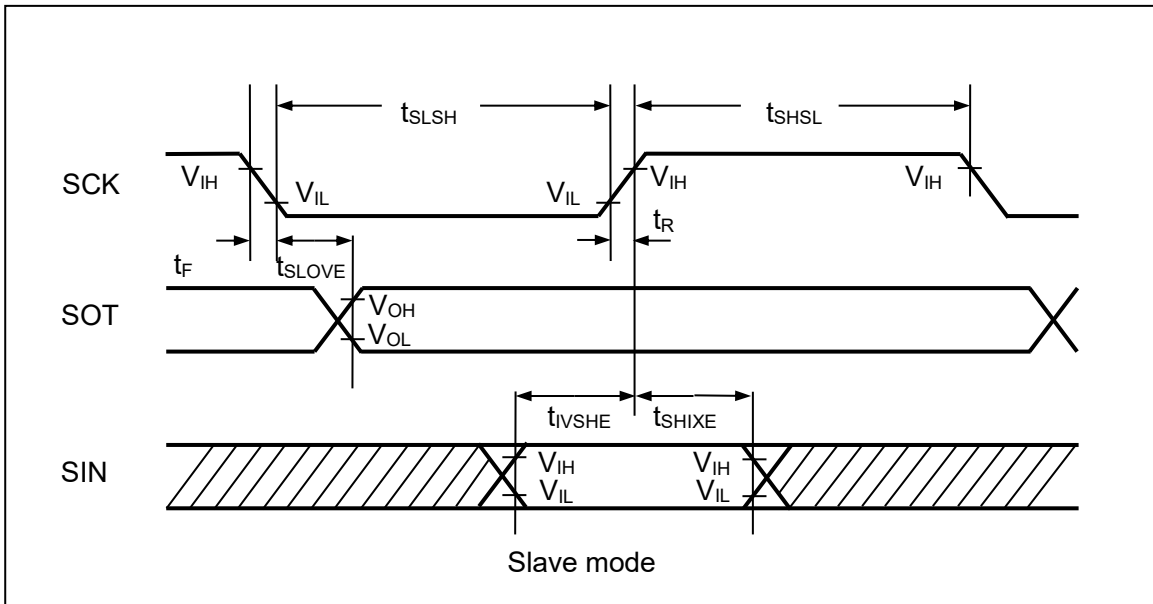 tSLSH tSHSL
SCK VIH VIL VIL VIH VIH
tR
tF tSLOVE
SOT VOH
VOL
tIVSHE tSHIXE
SIN VIH VIH
VIL VIL
Slave mode